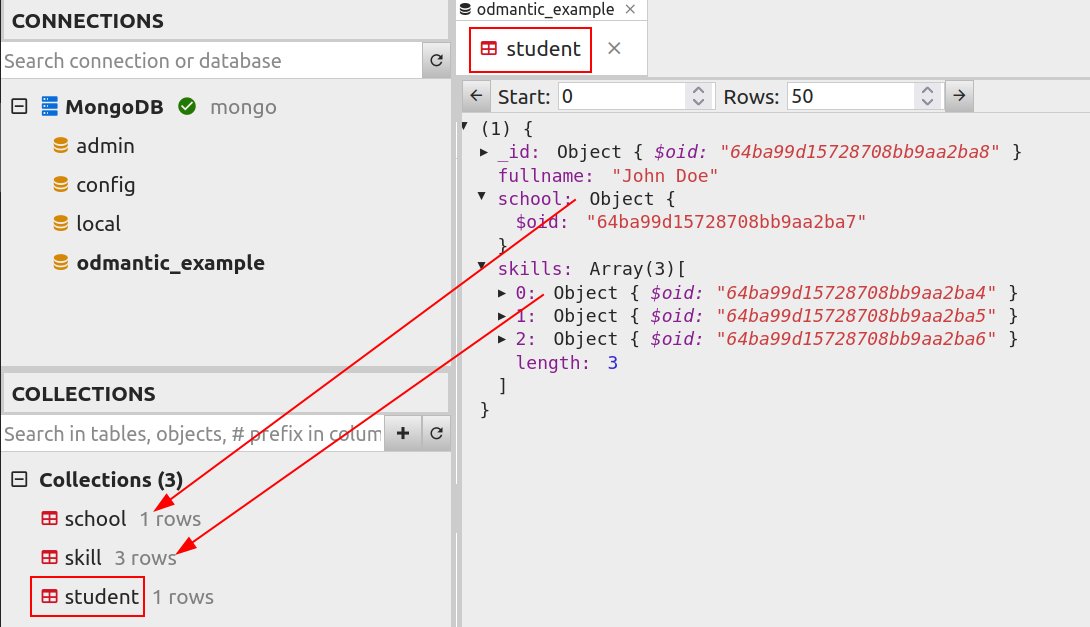 CONNECTIONS
Search connection or database
MongoDB mongo
admin
config
local
odmantic_example
COLLECTIONS
Search in tables, objects, # prefix in colum
Collections (3)
school 1 rows
skill 3 rows
student 1 rows
odmantic_example
student
Start: 0 Rows: 50
(1) {
_id: Object { $oid: "64ba99d15728708bb9aa2ba8" }
fullname: "John Doe"
school: Object {
$oid: "64ba99d15728708bb9aa2ba7"
}
skills: Array(3)[
0: Object { $oid: "64ba99d15728708bb9aa2ba4" }
1: Object { $oid: "64ba99d15728708bb9aa2ba5" }
2: Object { $oid: "64ba99d15728708bb9aa2ba6" }
length: 3
]
}